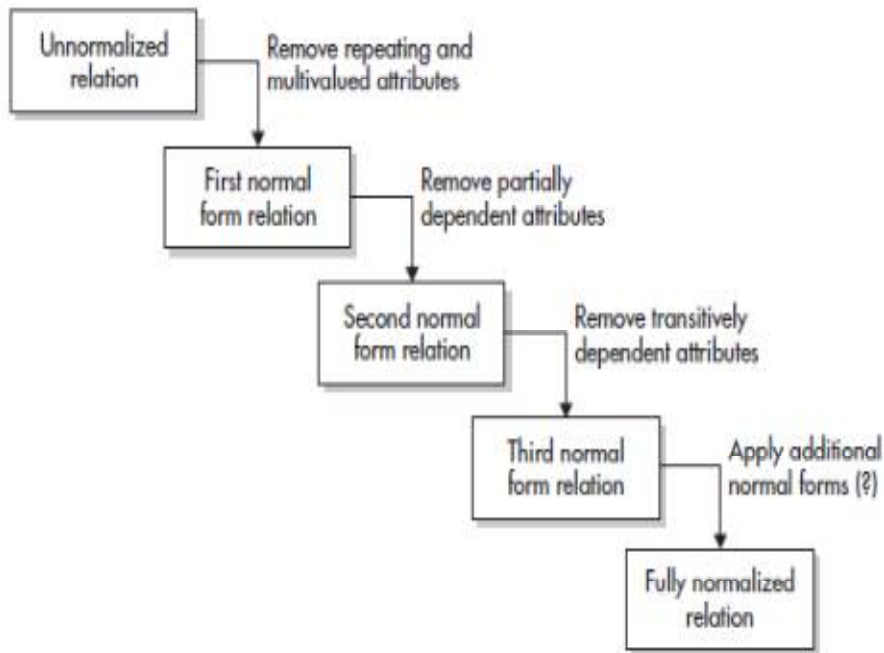 Unnormalized
relation
Remove repeating and
multivalued attributes
First normal
form relation
Remove partially
dependent attributes
Second normal
form relation
Remove transitively
dependent attributes
Third normal
form relation
Apply additional
normal forms (?)
Fully normalized
relation